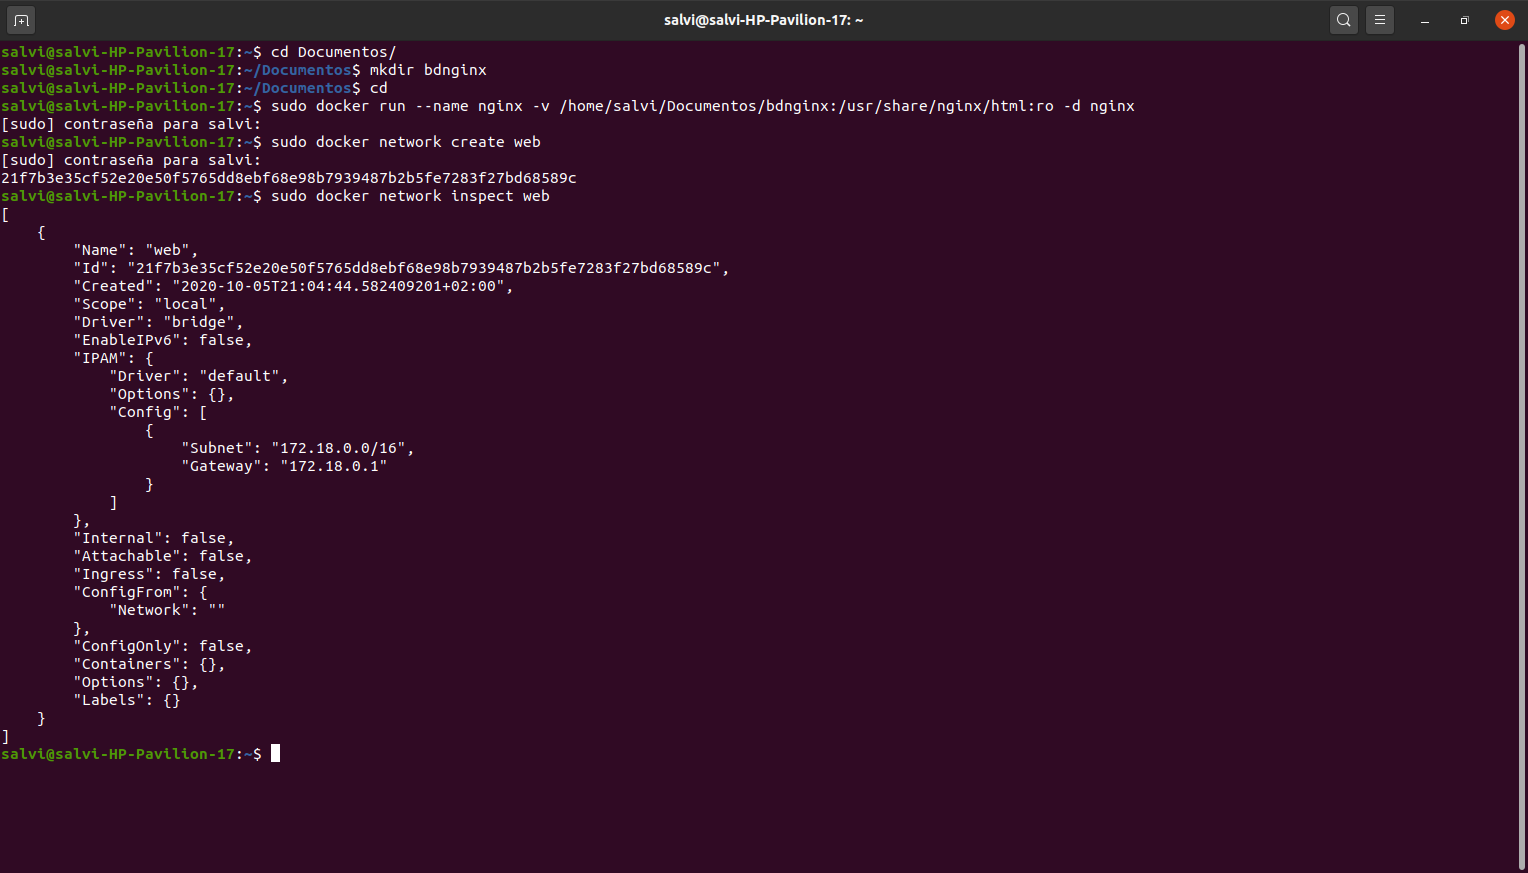 salvi@salvi-HP-Pavilion-17: ~
salvi@salvi-HP-Pavilion-17:~$ cd Documentos/
salvi@salvi-HP-Pavilion-17:~/Documentos$ mkdir bdnginx
salvi@salvi-HP-Pavilion-17:~/Documentos$ cd
salvi@salvi-HP-Pavilion-17:~$ sudo docker run --name nginx -v /home/salvi/Documentos/bdnginx:/usr/share/nginx/html:ro -d nginx
[sudo] contraseña para salvi:
salvi@salvi-HP-Pavilion-17:~$ sudo docker network create web
[sudo] contraseña para salvi:
21f7b3e35cf52e20e50f5765dd8ebf68e98b7939487b2b5fe7283f27bd68589c
salvi@salvi-HP-Pavilion-17:~$ sudo docker network inspect web
[
    {
        "Name": "web",
        "Id": "21f7b3e35cf52e20e50f5765dd8ebf68e98b7939487b2b5fe7283f27bd68589c",
        "Created": "2020-10-05T21:04:44.582409201+02:00",
        "Scope": "local",
        "Driver": "bridge",
        "EnableIPv6": false,
        "IPAM": {
            "Driver": "default",
            "Options": {},
            "Config": [
                {
                    "Subnet": "172.18.0.0/16",
                    "Gateway": "172.18.0.1"
                }
            ]
        },
        "Internal": false,
        "Attachable": false,
        "Ingress": false,
        "ConfigFrom": {
            "Network": ""
        },
        "ConfigOnly": false,
        "Containers": {},
        "Options": {},
        "Labels": {}
    }
]
salvi@salvi-HP-Pavilion-17:~$